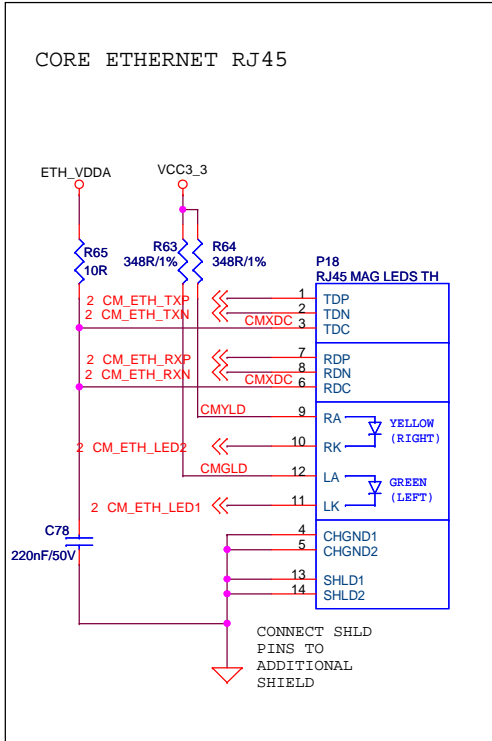 CORE ETHERNET RJ45
ETH_VDDA
VCC3_3
R65
10R
R63
348R/1%
R64
348R/1%
P18
RJ45 MAG LEDS TH
2 CM_ETH_TXP
1
TDP
2 CM_ETH_TXN
2
TDN
CMXDC
3
TDC
2 CM_ETH_RXP
7
RDP
2 CM_ETH_RXN
8
RDN
CMXDC
6
RDC
CMYLD
9
RA
YELLOW
(RIGHT)
2 CM_ETH_LED2
10
RK
CMGLD
12
LA
GREEN
(LEFT)
2 CM_ETH_LED1
11
LK
C78
220nF/50V
4
CHGND1
5
CHGND2
13
SHLD1
14
SHLD2
CONNECT SHLD
PINS TO
ADDITIONAL
SHIELD